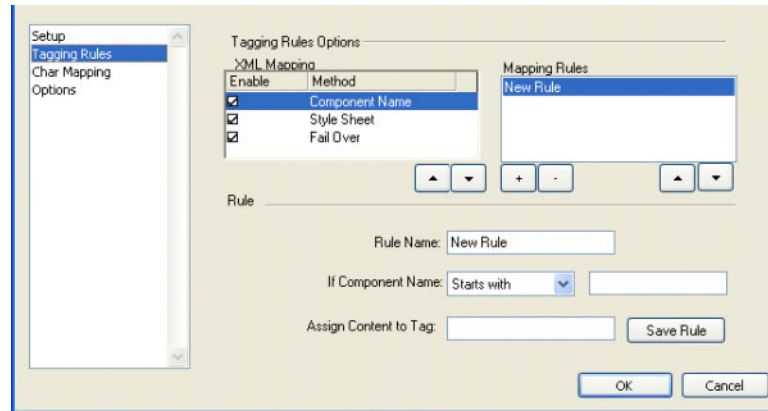 Setup
Tagging Rules
Char Mapping
Options
Tagging Rules Options
XML Mapping
Enable Method
Component Name
Style Sheet
Fail Over
Mapping Rules
New Rule
+ -
Rule
Rule Name: New Rule
If Component Name: Starts with
Assign Content to Tag:
Save Rule
OK Cancel